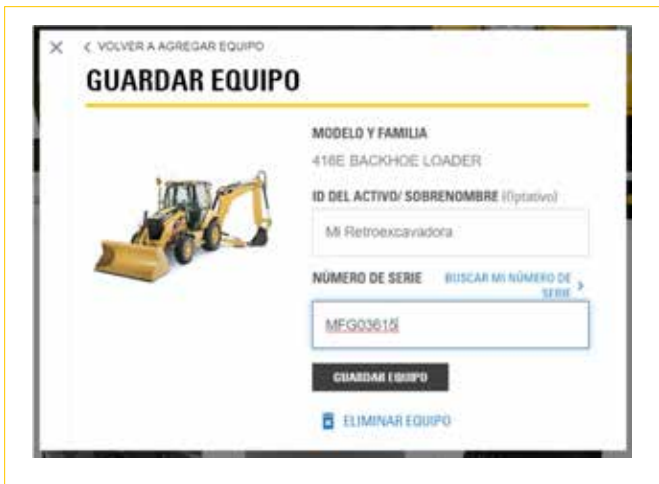 VOLVER A AGREGAR EQUIPO
GUARDAR EQUIPO
MODELO Y FAMILIA
416E BACKHOE LOADER
ID DEL ACTIVO/ SOBRENOMBRE (Optativo)
Mi Retroexcavadora
NÚMERO DE SERIE BUSCAR MI NÚMERO DE
SERIE
MFG03615
GUARDAR EQUIPO
ELIMINAR EQUIPO